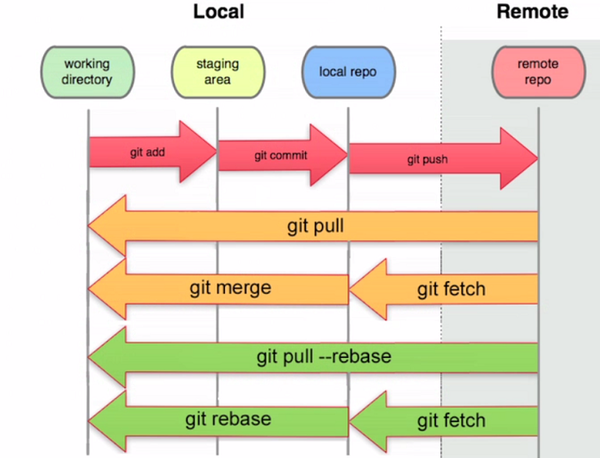 Local
Remote
working
directory
staging
area
local repo
remote
repo
git add
git commit
git push
git pull
git merge
git fetch
git pull --rebase
git rebase
git fetch